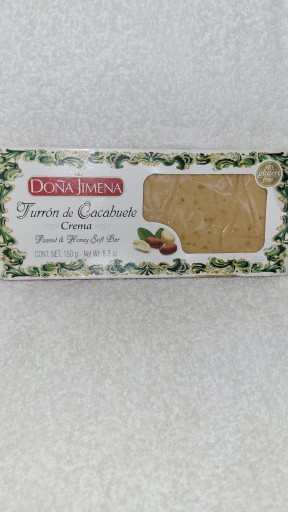 DOÑA JIMENA
Turrón de Cacahuete
Crema
Peanut & Honey Soft Bar
CONT. NET. 150 g - Net Wt. 5.3 oz
sin
gluten
free